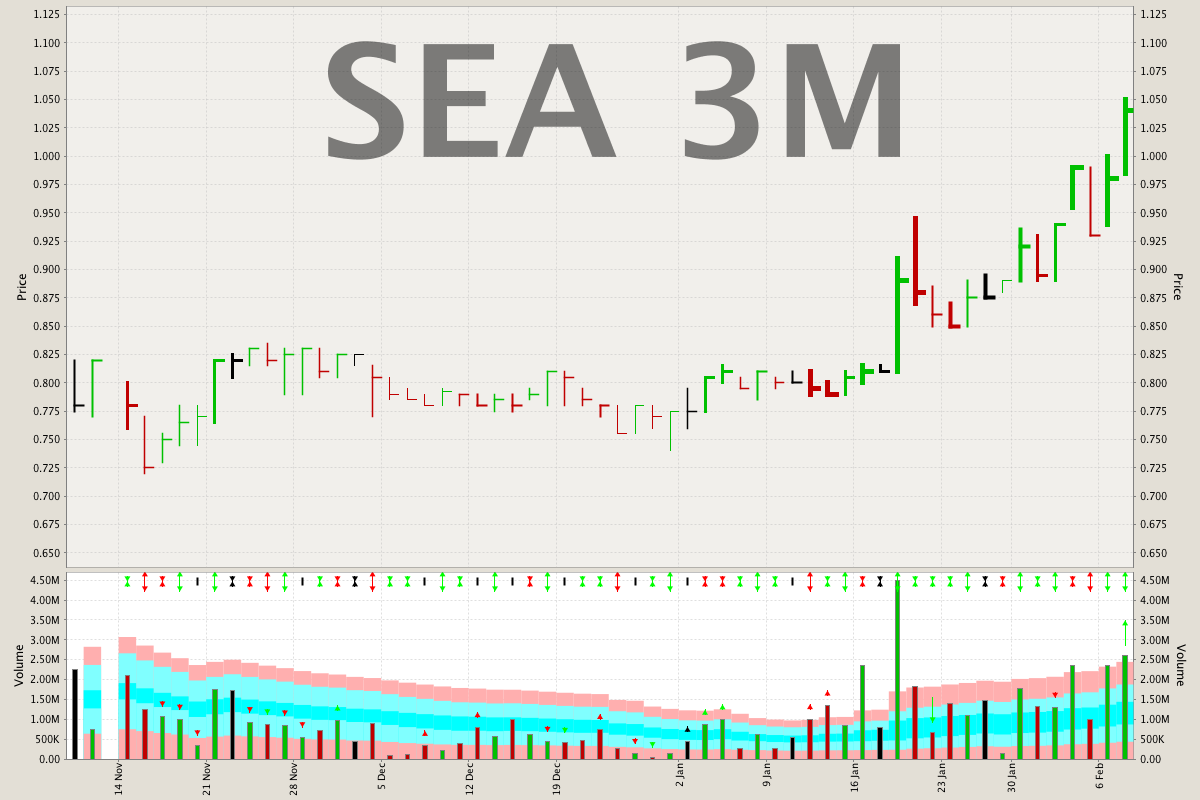 SEA 3M
1.125
1.100
1.075
1.050
1.025
1.000
0.975
0.950
0.925
0.900
0.875
0.850
0.825
0.800
0.775
0.750
0.725
0.700
0.675
0.650
Price
1.125
1.100
1.075
1.050
1.025
1.000
0.975
0.950
0.925
0.900
0.875
0.850
0.825
0.800
0.775
0.750
0.725
0.700
0.675
0.650
Price
4.50M
4.00M
3.50M
3.00M
2.50M
2.00M
1.50M
1.00M
500K
0.00
Volume
4.50M
4.00M
3.50M
3.00M
2.50M
2.00M
1.50M
1.00M
500K
0.00
Volume
14 Nov
21 Nov
28 Nov
5 Dec
12 Dec
19 Dec
2 Jan
9 Jan
16 Jan
23 Jan
30 Jan
6 Feb